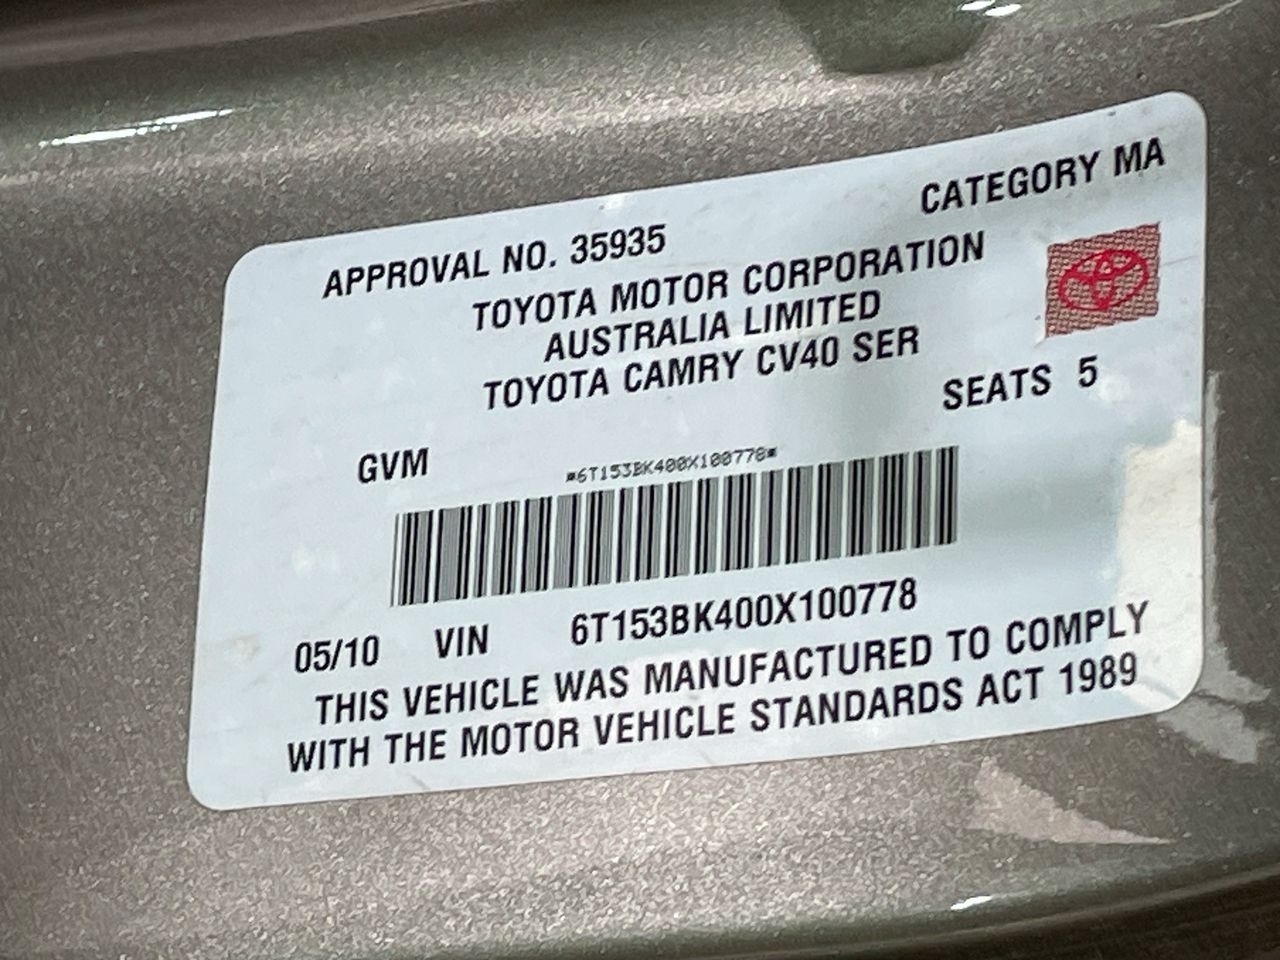 APPROVAL NO. 35935 CATEGORY MA
TOYOTA MOTOR CORPORATION
AUSTRALIA LIMITED
TOYOTA CAMRY CV40 SER
SEATS 5
GVM
*6T153BK400X100778*
05/10 VIN 6T153BK400X100778
THIS VEHICLE WAS MANUFACTURED TO COMPLY
WITH THE MOTOR VEHICLE STANDARDS ACT 1989